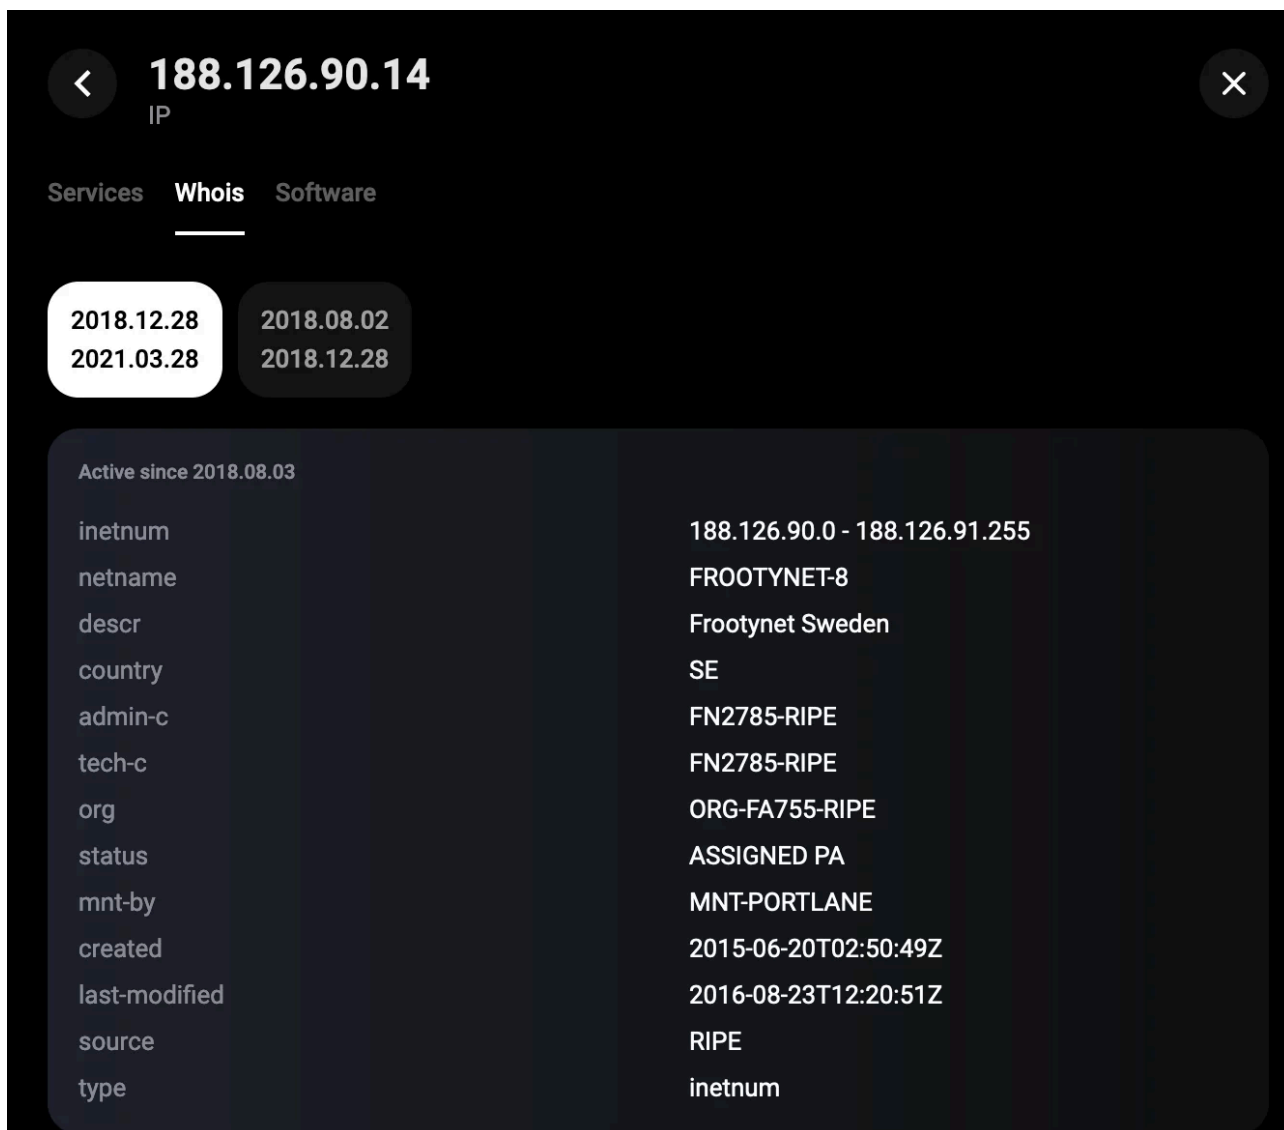 188.126.90.14
IP
Services Whois Software
2018.12.28 2018.08.02
2021.03.28 2018.12.28
Active since 2018.08.03
inetnum 188.126.90.0 - 188.126.91.255
netname FROOTYNET-8
descr Frootynet Sweden
country SE
admin-c FN2785-RIPE
tech-c FN2785-RIPE
org ORG-FA755-RIPE
status ASSIGNED PA
mnt-by MNT-PORTLANE
created 2015-06-20T02:50:49Z
last-modified 2016-08-23T12:20:51Z
source RIPE
type inetnum